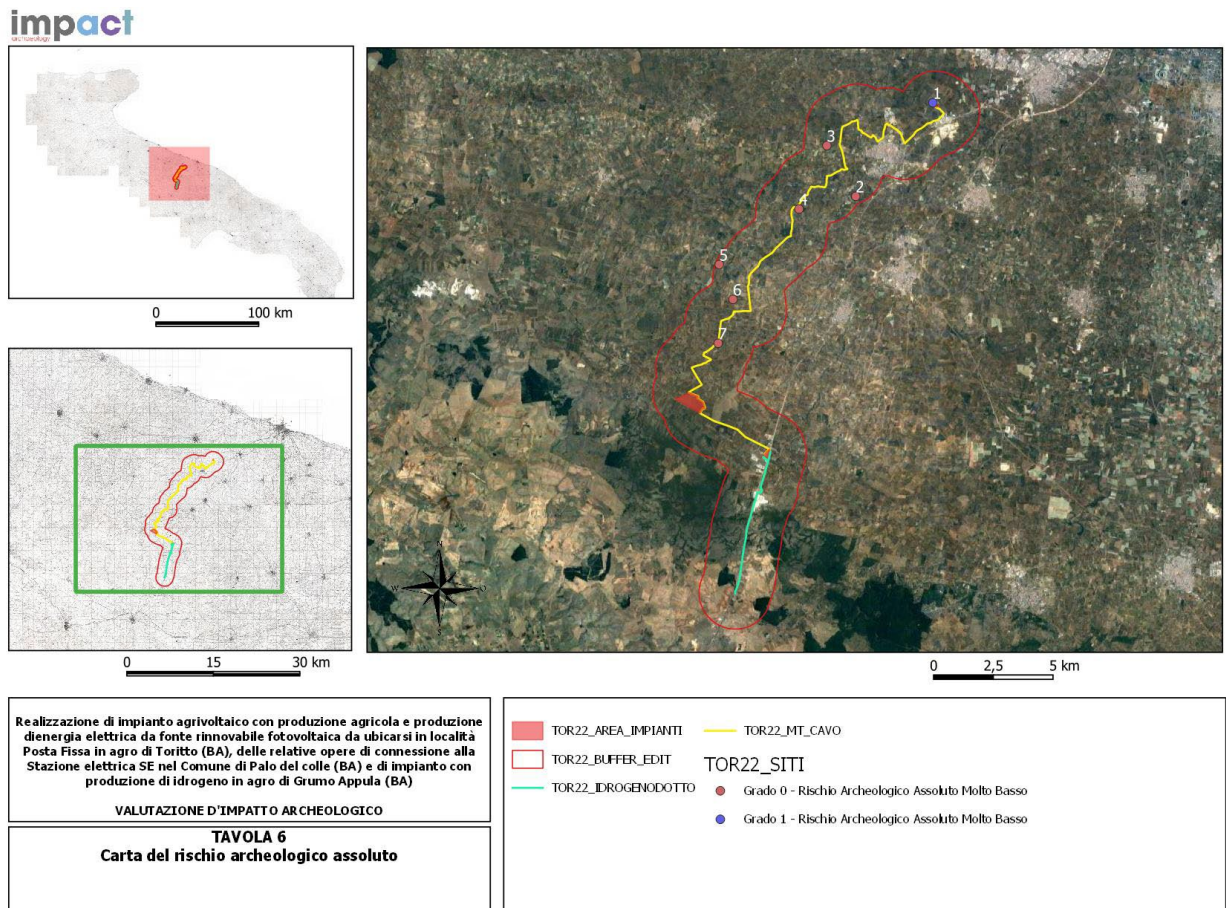 impact
archaeology
0 100 km
0 15 30 km
1
3
2
4
5
6
7
N
W O
S
0 2,5 5 km
Realizzazione di impianto agrivoltaico con produzione agricola e produzione
dienergia elettrica da fonte rinnovabile fotovoltaica da ubicarsi in località
Posta Fissa in agro di Toritto (BA), delle relative opere di connessione alla
Stazione elettrica SE nel Comune di Palo del colle (BA) e di impianto con
produzione di idrogeno in agro di Grumo Appula (BA)
VALUTAZIONE D'IMPATTO ARCHEOLOGICO
TAVOLA 6
Carta del rischio archeologico assoluto
TOR22_AREA_IMPIANTI
TOR22_BUFFER_EDIT
TOR22_IDROGENODOTTO
TOR22_MT_CAVO
TOR22_SITI
Grado 0 - Rischio Archeologico Assoluto Molto Basso
Grado 1 - Rischio Archeologico Assoluto Molto Basso